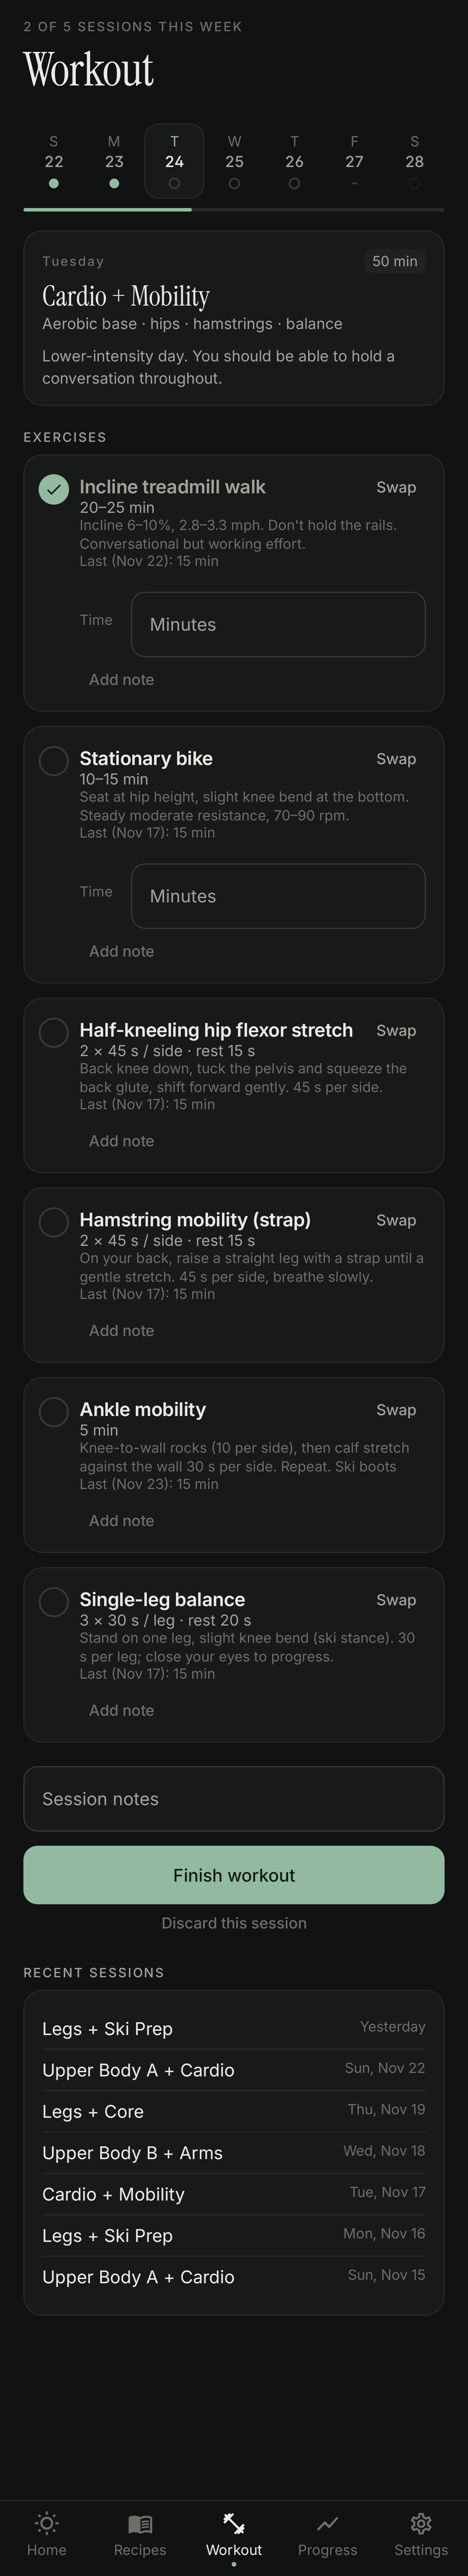 2 OF 5 SESSIONS THIS WEEK
Workout
S M T W T F S
22 23 24 25 26 27 28
Tuesday 50 min
Cardio + Mobility
Aerobic base · hips · hamstrings · balance
Lower-intensity day. You should be able to hold a
conversation throughout.
EXERCISES
Incline treadmill walk Swap
20–25 min
Incline 6–10%, 2.8–3.3 mph. Don't hold the rails.
Conversational but working effort.
Last (Nov 22): 15 min
Time Minutes
Add note
Stationary bike Swap
10–15 min
Seat at hip height, slight knee bend at the bottom.
Steady moderate resistance, 70–90 rpm.
Last (Nov 17): 15 min
Time Minutes
Add note
Half-kneeling hip flexor stretch Swap
2 × 45 s / side · rest 15 s
Back knee down, tuck the pelvis and squeeze the
back glute, shift forward gently. 45 s per side.
Last (Nov 17): 15 min
Add note
Hamstring mobility (strap) Swap
2 × 45 s / side · rest 15 s
On your back, raise a straight leg with a strap until a
gentle stretch. 45 s per side, breathe slowly.
Last (Nov 17): 15 min
Add note
Ankle mobility Swap
5 min
Knee-to-wall rocks (10 per side), then calf stretch
against the wall 30 s per side. Repeat. Ski boots
Last (Nov 23): 15 min
Add note
Single-leg balance Swap
3 × 30 s / leg · rest 20 s
Stand on one leg, slight knee bend (ski stance). 30
s per leg; close your eyes to progress.
Last (Nov 17): 15 min
Add note
Session notes
Finish workout
Discard this session
RECENT SESSIONS
Legs + Ski Prep Yesterday
Upper Body A + Cardio Sun, Nov 22
Legs + Core Thu, Nov 19
Upper Body B + Arms Wed, Nov 18
Cardio + Mobility Tue, Nov 17
Legs + Ski Prep Mon, Nov 16
Upper Body A + Cardio Sun, Nov 15
Home Recipes Workout Progress Settings